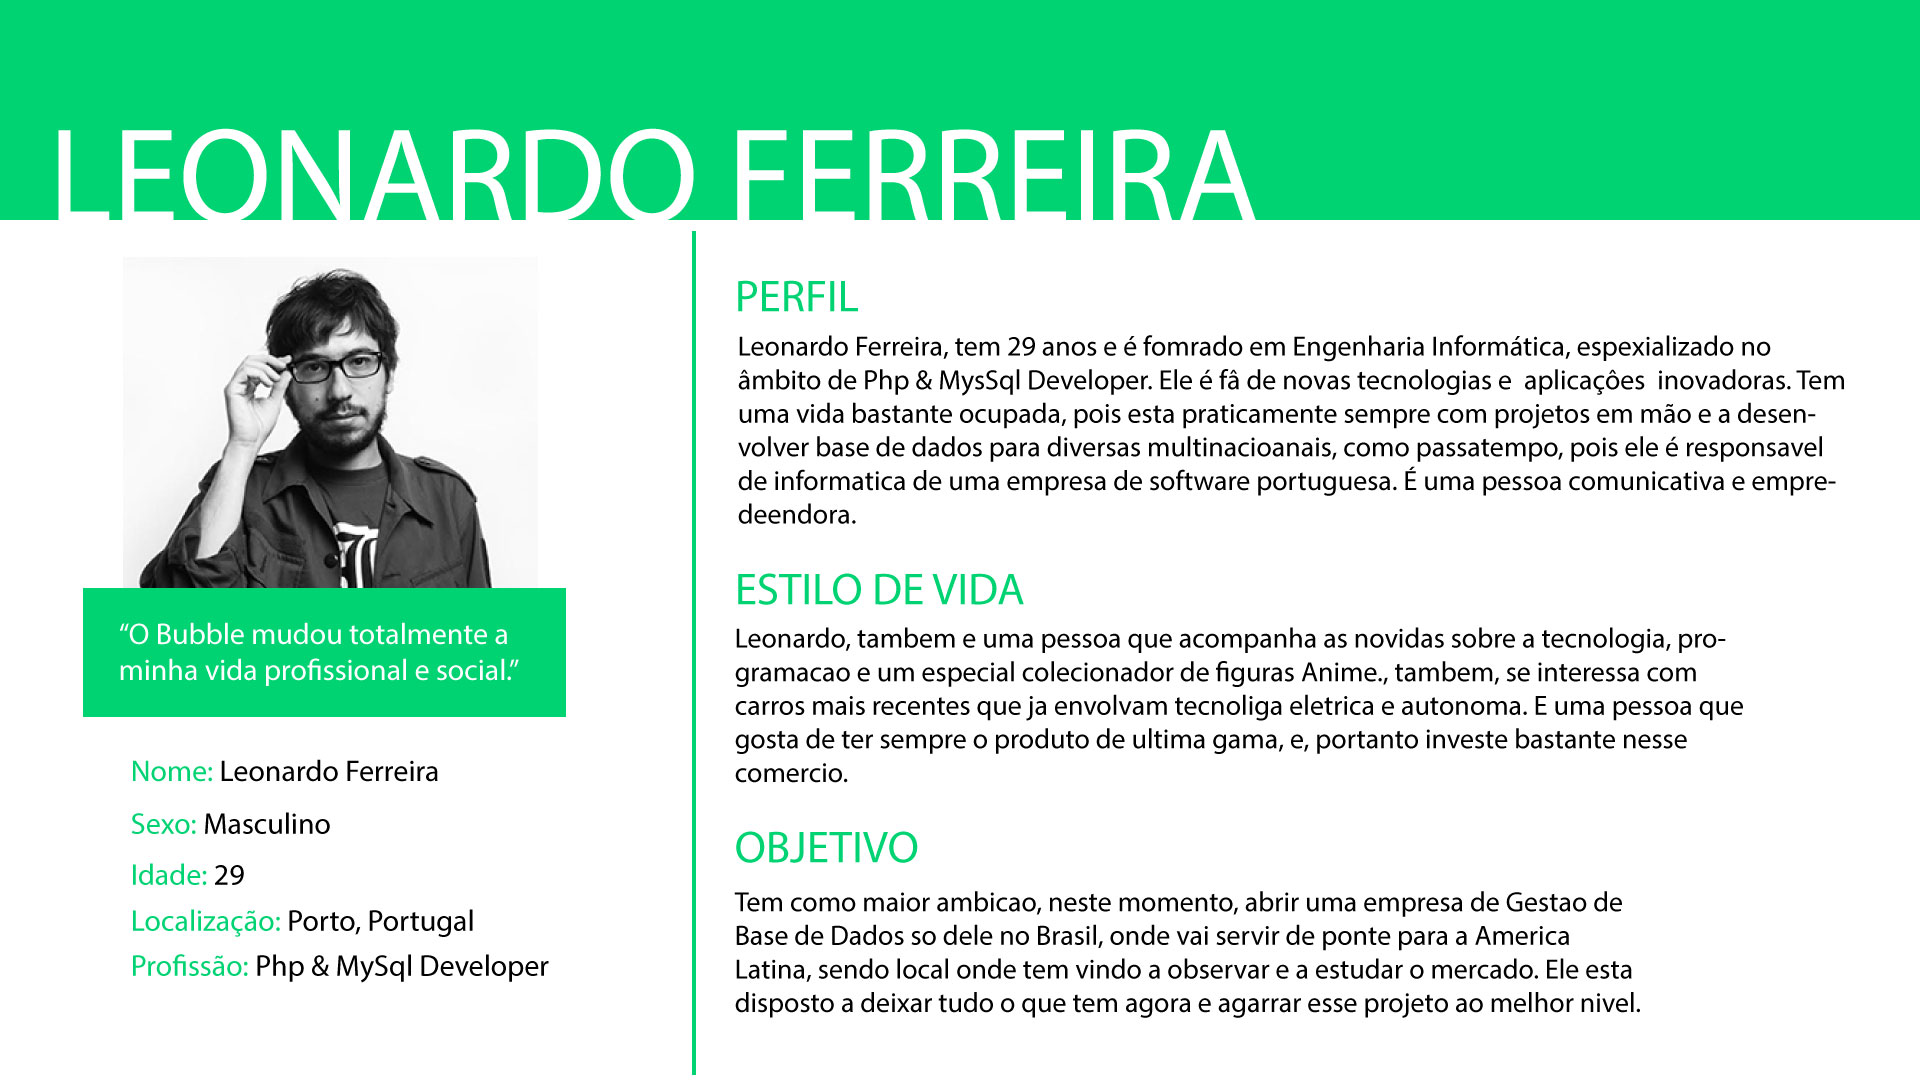 LEONARDO FERREIRA
“O Bubble mudou totalmente a
minha vida profissional e social.”
Nome: Leonardo Ferreira
Sexo: Masculino
Idade: 29
Localização: Porto, Portugal
Profissão: Php & MySql Developer
PERFIL
Leonardo Ferreira, tem 29 anos e é fomrado em Engenharia Informática, espexializado no
âmbito de Php & MysSql Developer. Ele é fâ de novas tecnologias e  aplicaçôes  inovadoras. Tem
uma vida bastante ocupada, pois esta praticamente sempre com projetos em mão e a desen-
volver base de dados para diversas multinacioanais, como passatempo, pois ele é responsavel
de informatica de uma empresa de software portuguesa. É uma pessoa comunicativa e empre-
deendora.
ESTILO DE VIDA
Leonardo, tambem e uma pessoa que acompanha as novidas sobre a tecnologia, pro-
gramacao e um especial colecionador de figuras Anime., tambem, se interessa com
carros mais recentes que ja envolvam tecnoliga eletrica e autonoma. E uma pessoa que
gosta de ter sempre o produto de ultima gama, e, portanto investe bastante nesse
comercio.
OBJETIVO
Tem como maior ambicao, neste momento, abrir uma empresa de Gestao de
Base de Dados so dele no Brasil, onde vai servir de ponte para a America
Latina, sendo local onde tem vindo a observar e a estudar o mercado. Ele esta
disposto a deixar tudo o que tem agora e agarrar esse projeto ao melhor nivel.